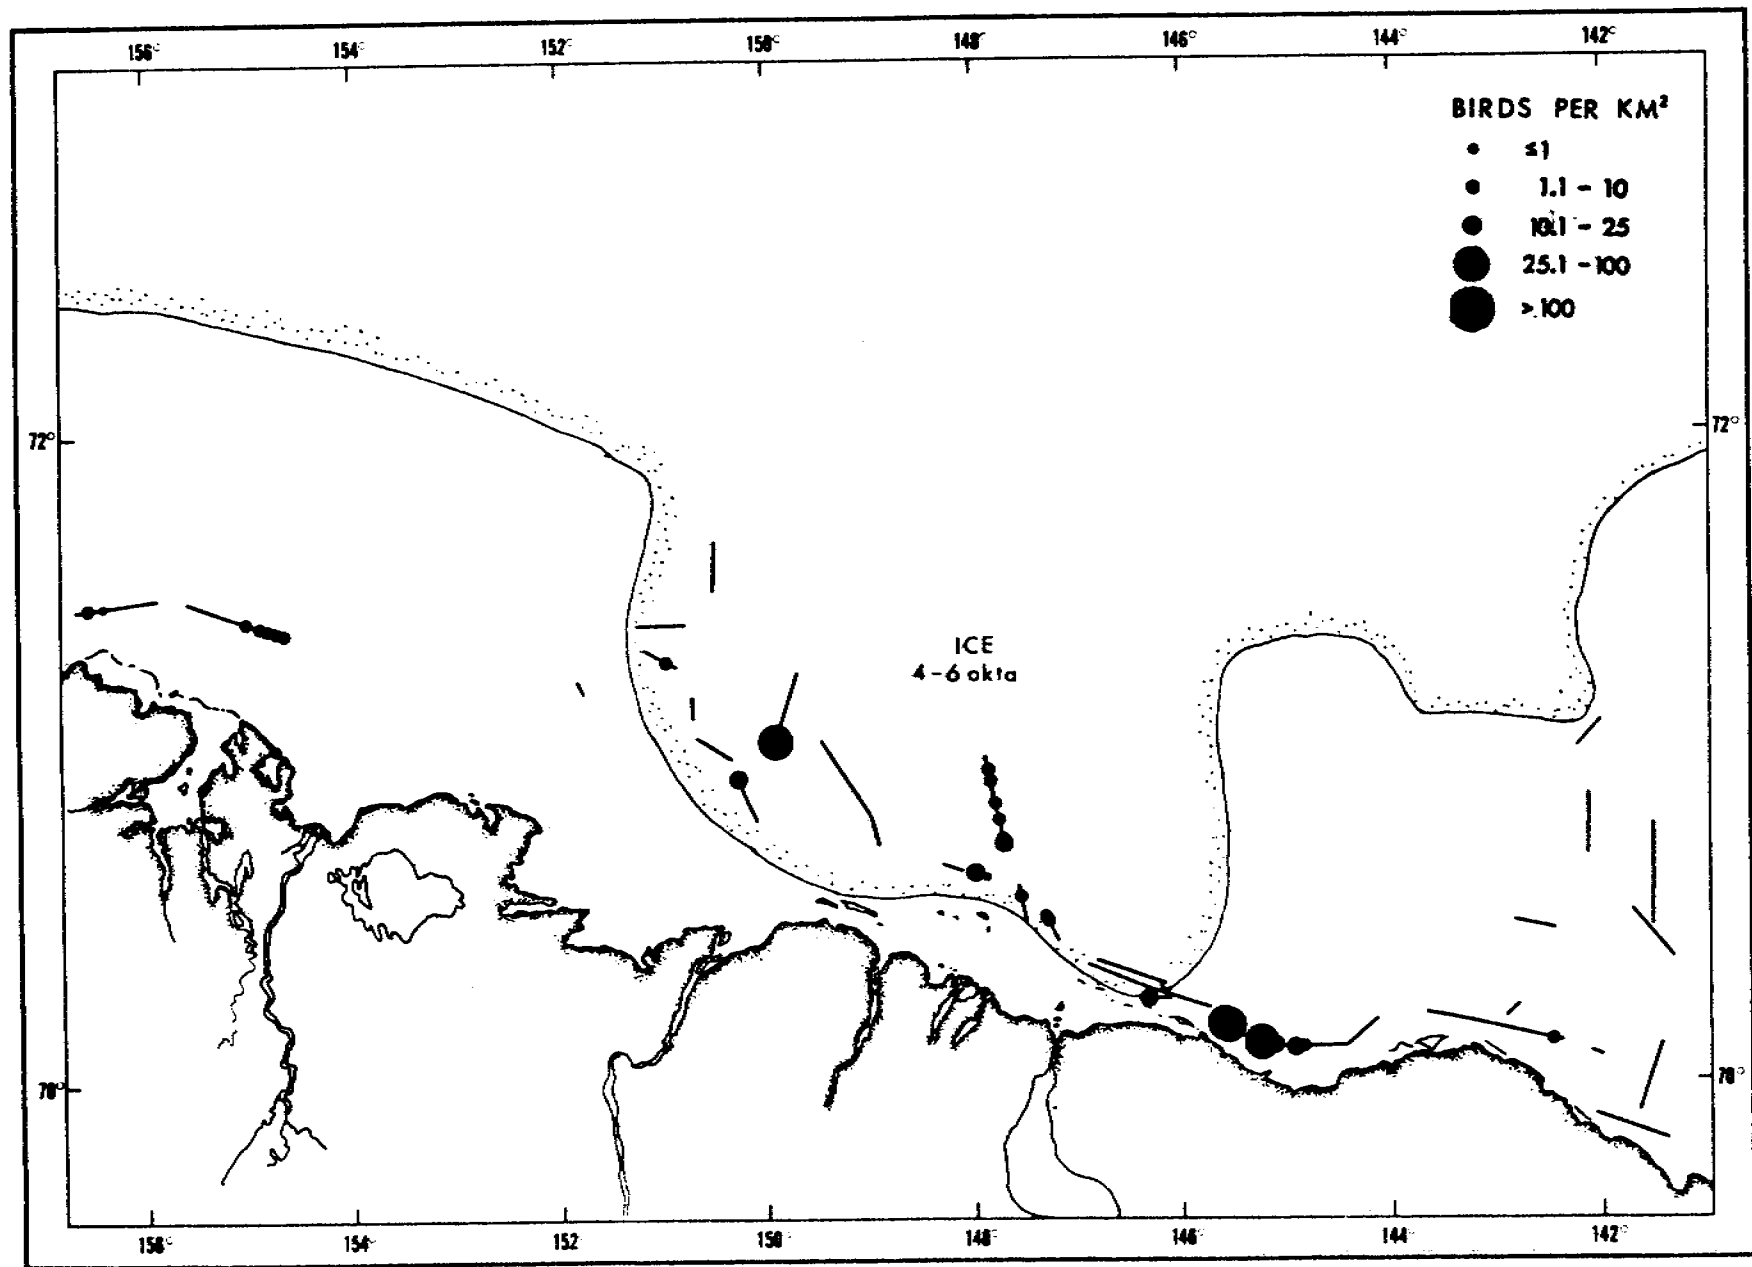 156° 154° 152° 150° 148° 146° 144° 142°
BIRDS PER KM²
≤1
1.1 - 10
10.1 - 25
25.1 - 100
>100
72° 72°
ICE
4-6 okta
70° 70°
156° 154° 152 150° 148° 146° 144° 142°